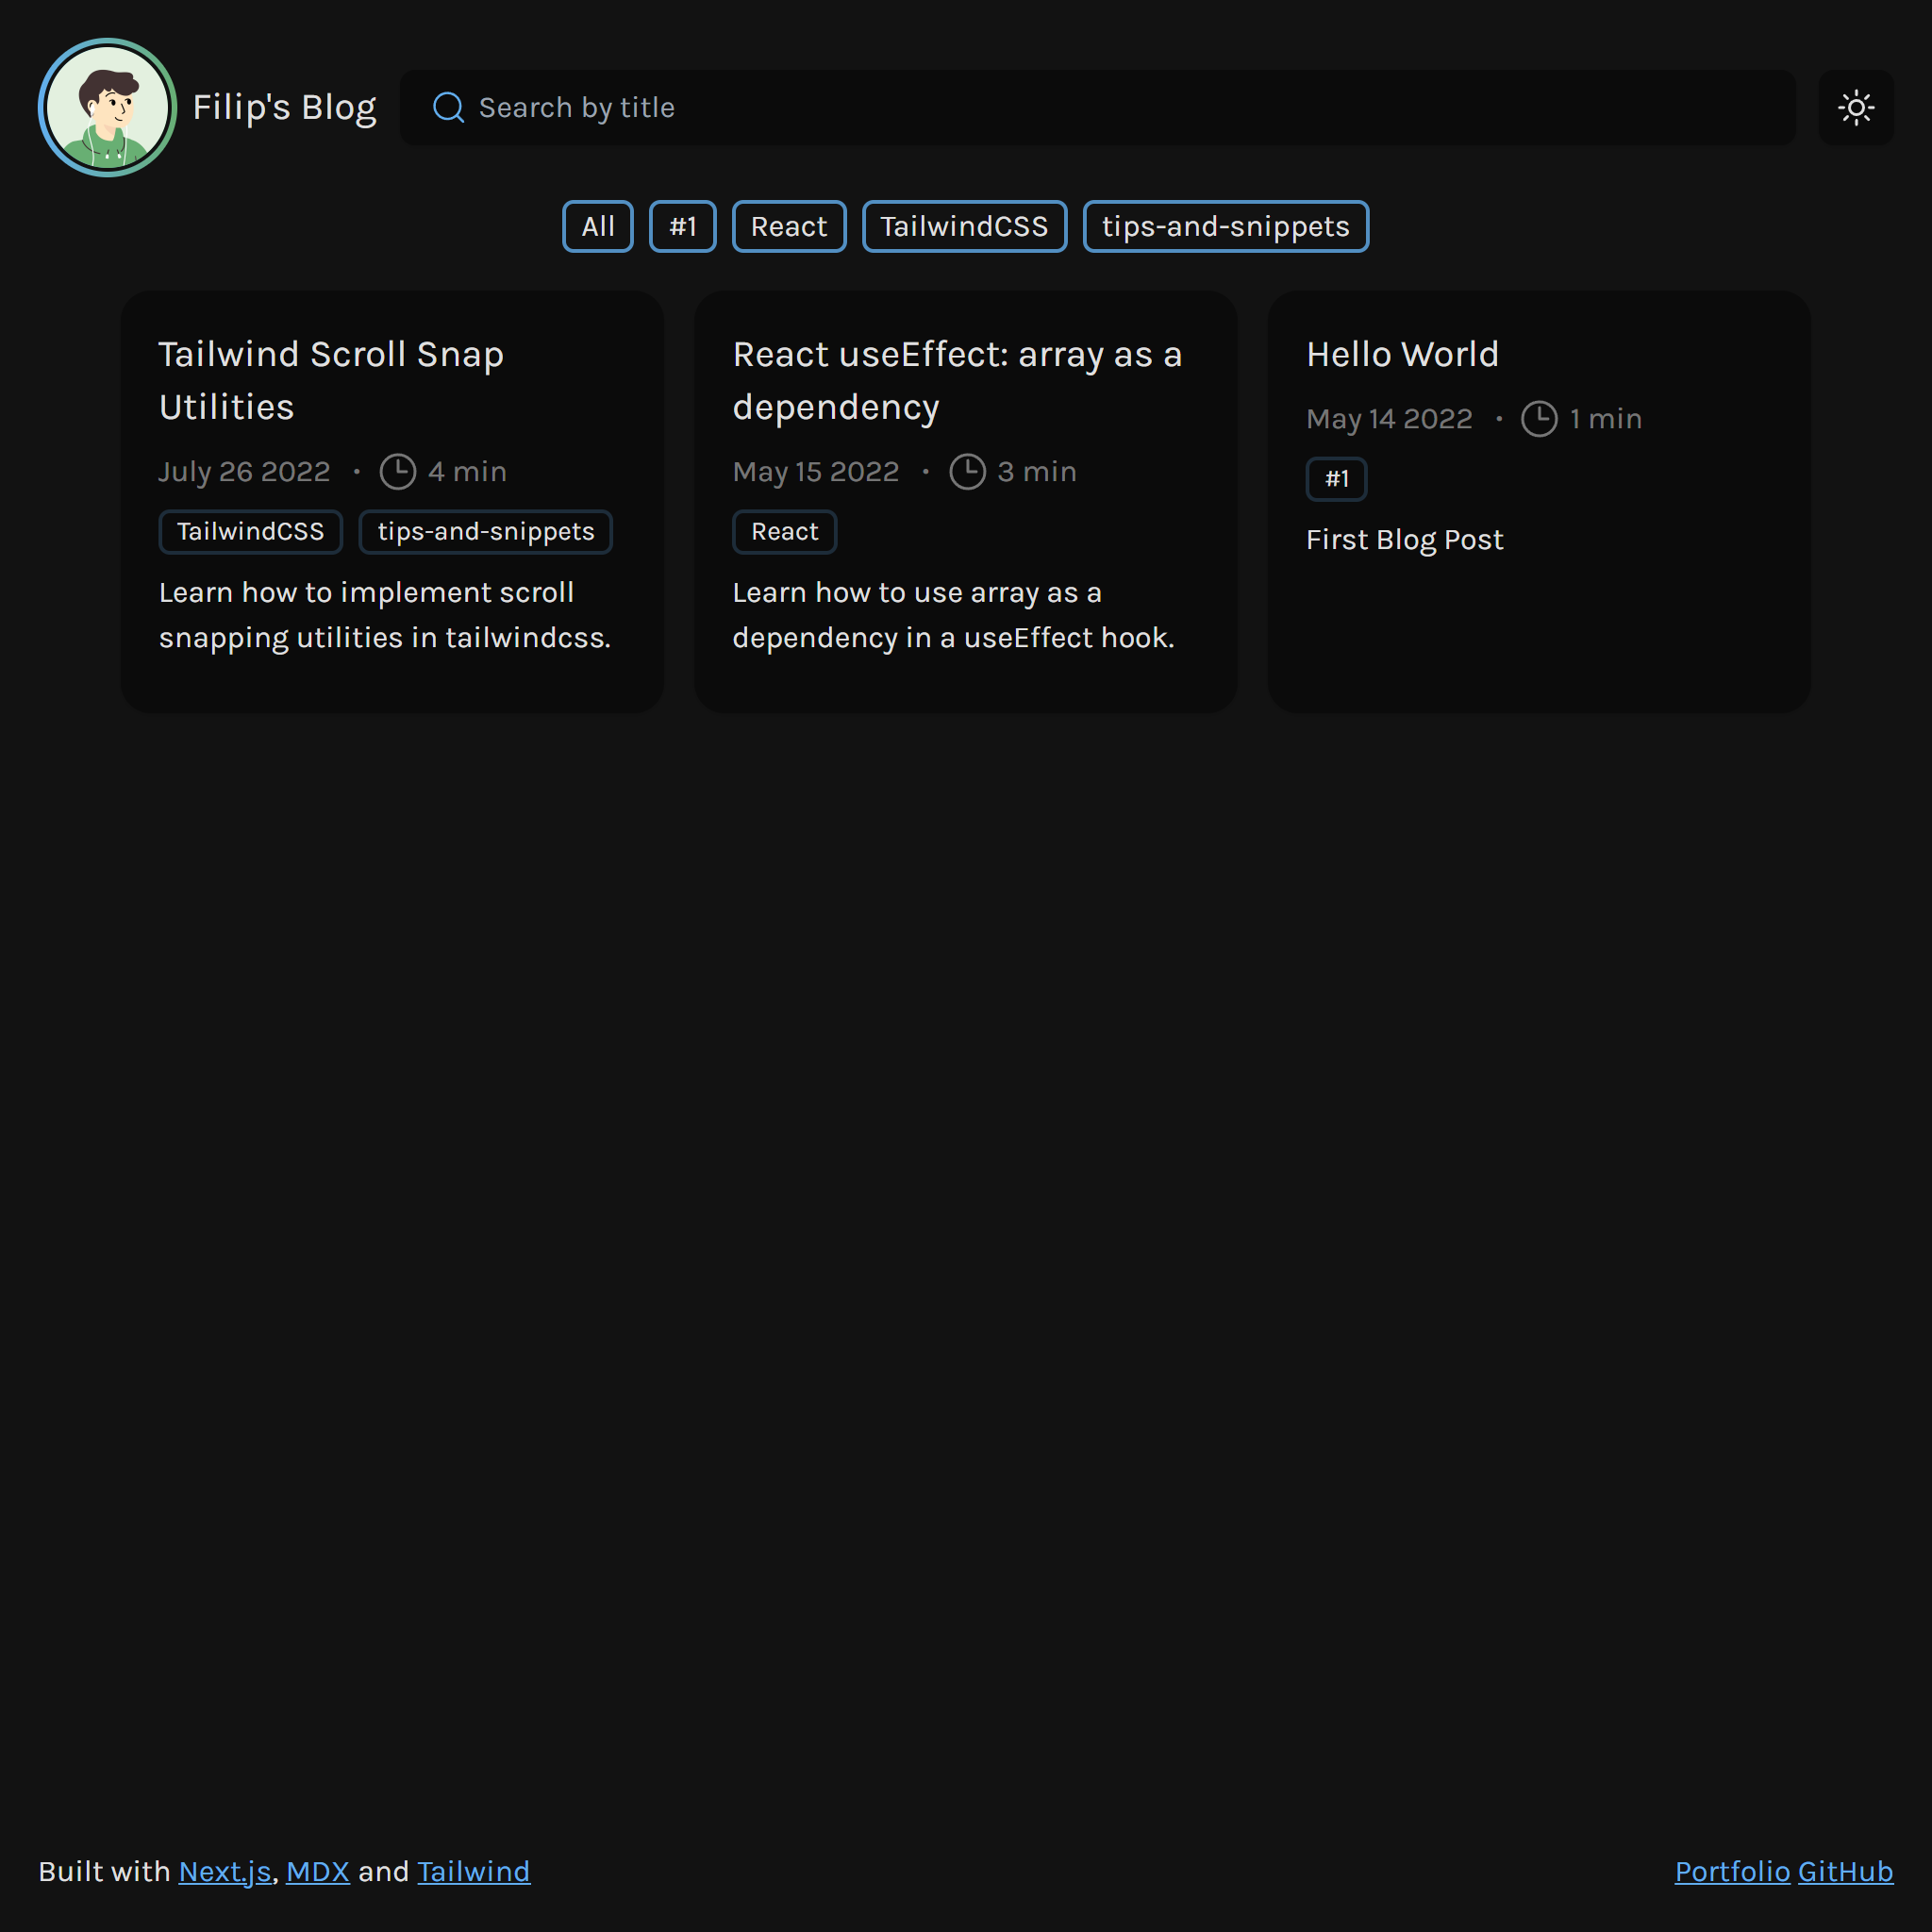 Filip's Blog
Search by title
All
#1
React
TailwindCSS
tips-and-snippets
Tailwind Scroll Snap
Utilities
July 26 2022 • 4 min
TailwindCSS
tips-and-snippets
Learn how to implement scroll
snapping utilities in tailwindcss.
React useEffect: array as a
dependency
May 15 2022 • 3 min
React
Learn how to use array as a
dependency in a useEffect hook.
Hello World
May 14 2022 • 1 min
#1
First Blog Post
Built with Next.js, MDX and Tailwind
Portfolio GitHub